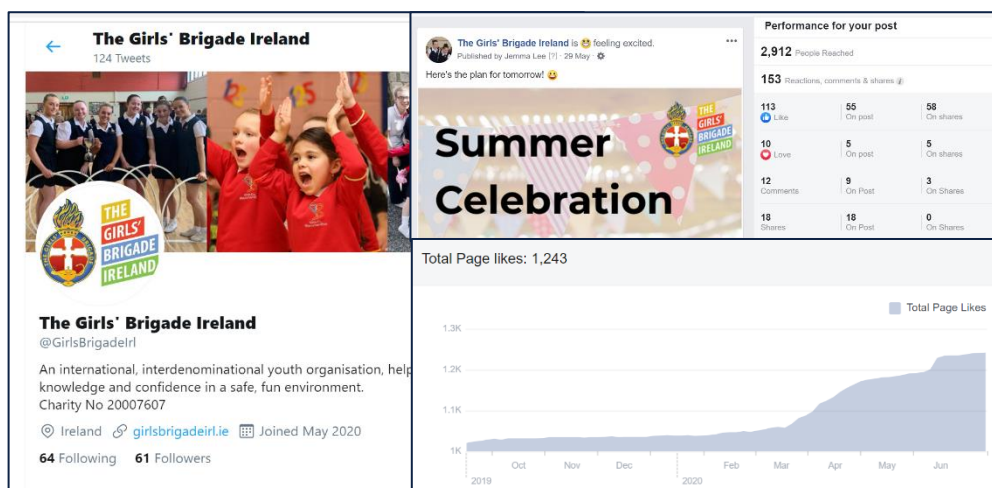 The Girls' Brigade Ireland
124 Tweets
THE
GIRLS'
BRIGADE
IRELAND
The Girls' Brigade Ireland
@GirlsBrigadeIrl
An international, interdenominational youth organisation, help
knowledge and confidence in a safe, fun environment.
Charity No 20007607
Ireland girlsbrigadeirl.ie Joined May 2020
64 Following 61 Followers
The Girls' Brigade Ireland is 😃 feeling excited.
Published by Jemma Lee [?] · 29 May ·
Here's the plan for tomorrow! 😃
Summer
Celebration
THE
GIRLS'
BRIGADE
IRELAND
Performance for your post
2,912 People Reached
153 Reactions, comments & shares
113 55 58
Like On post On shares
10 5 5
Love On post On shares
12 9 3
Comments On Post On Shares
18 18 0
Shares On Post On Shares
Total Page likes: 1,243
Total Page Likes
1.3K
1.2K
1.1K
1K
Oct Nov Dec Feb Mar Apr May Jun
2019 2020